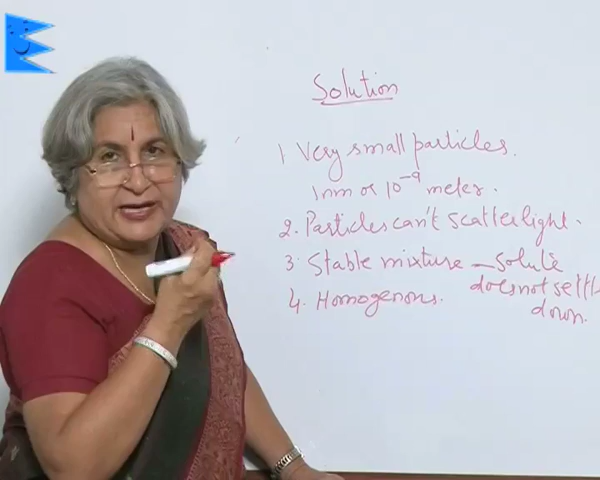 Solution
1 Very small particles.
1nm or 10⁻⁹ meter.
2. Particles can't scatter light.
3. Stable mixture – solute
does not settle
down.
4. Homogenous.